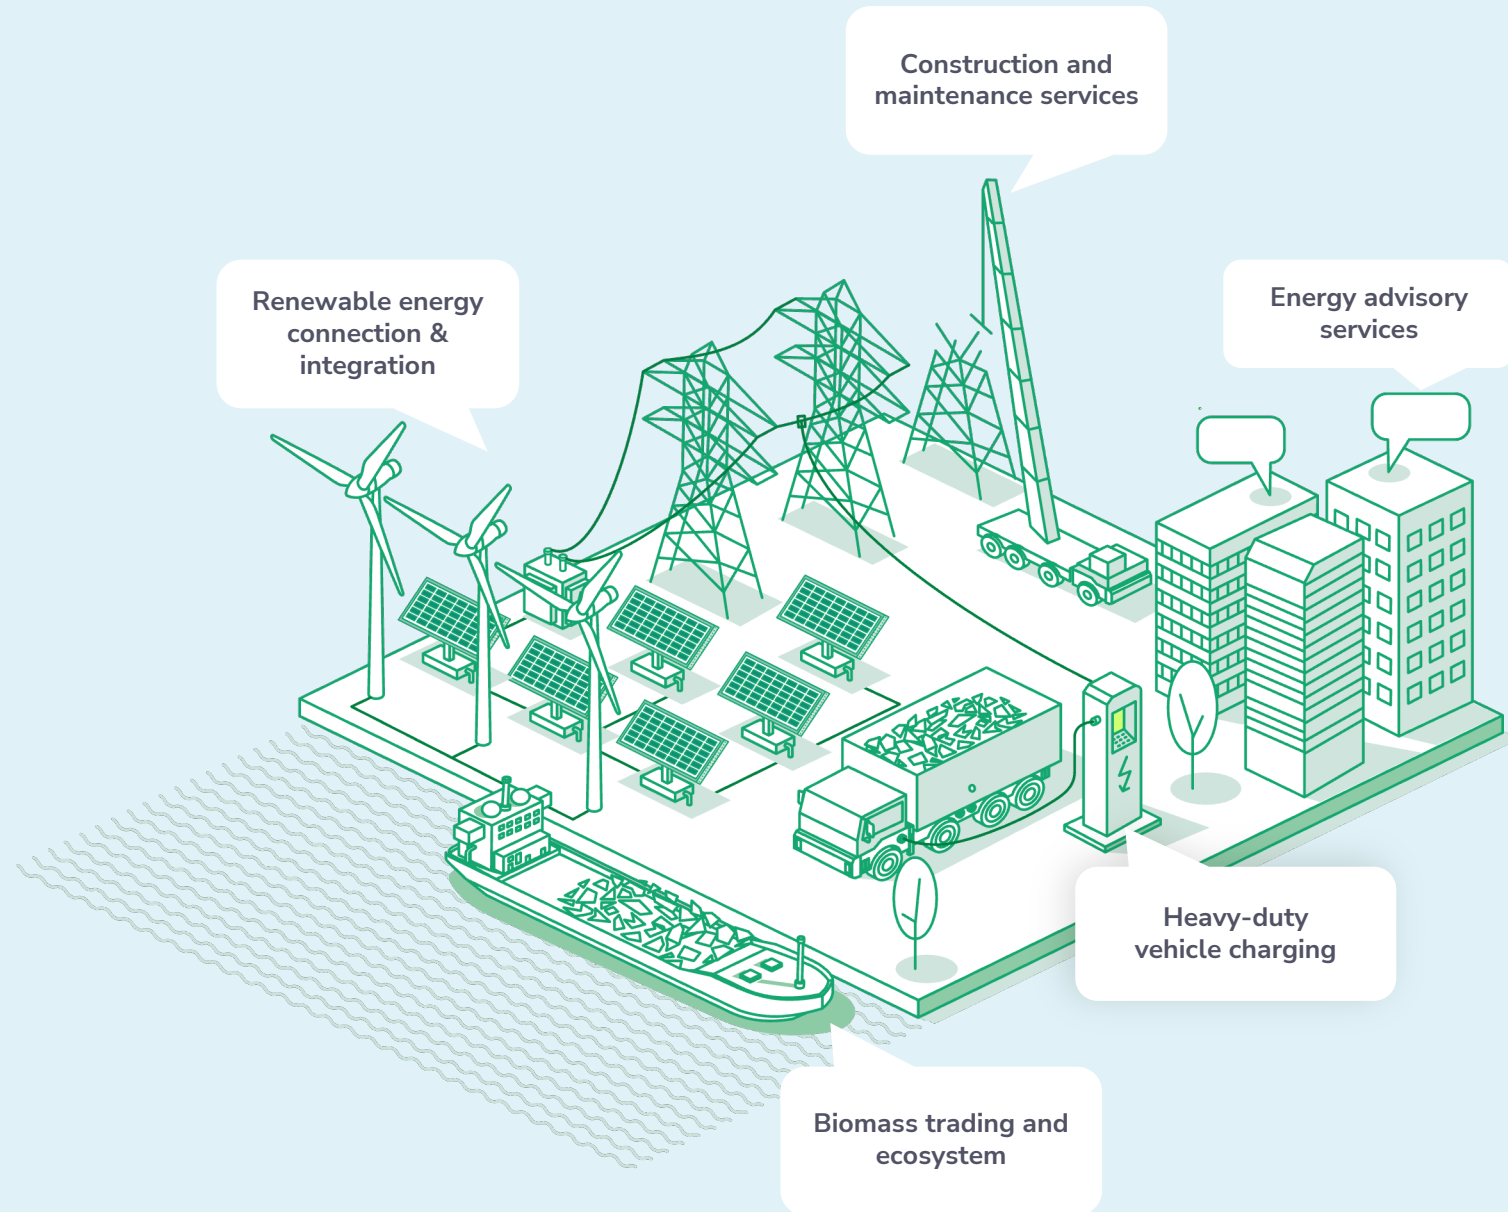 Construction and
maintenance services
Renewable energy
connection &
integration
Energy advisory
services
Heavy-duty
vehicle charging
Biomass trading and
ecosystem